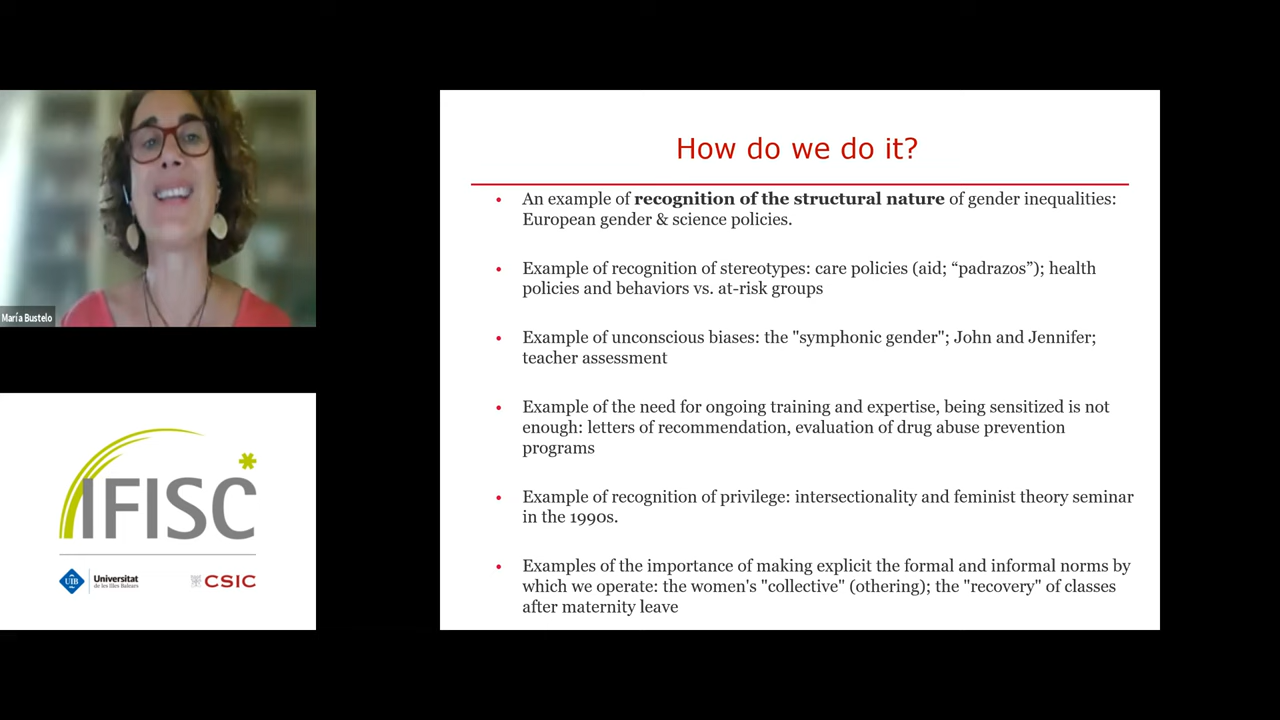 María Bustelo
IFISC
UIB
Universitat
de les Illes Balears
CSIC
How do we do it?
• An example of recognition of the structural nature of gender inequalities:
European gender & science policies.
• Example of recognition of stereotypes: care policies (aid; “padrazos”); health
policies and behaviors vs. at-risk groups
• Example of unconscious biases: the "symphonic gender"; John and Jennifer;
teacher assessment
• Example of the need for ongoing training and expertise, being sensitized is not
enough: letters of recommendation, evaluation of drug abuse prevention
programs
• Example of recognition of privilege: intersectionality and feminist theory seminar
in the 1990s.
• Examples of the importance of making explicit the formal and informal norms by
which we operate: the women's "collective" (othering); the "recovery" of classes
after maternity leave